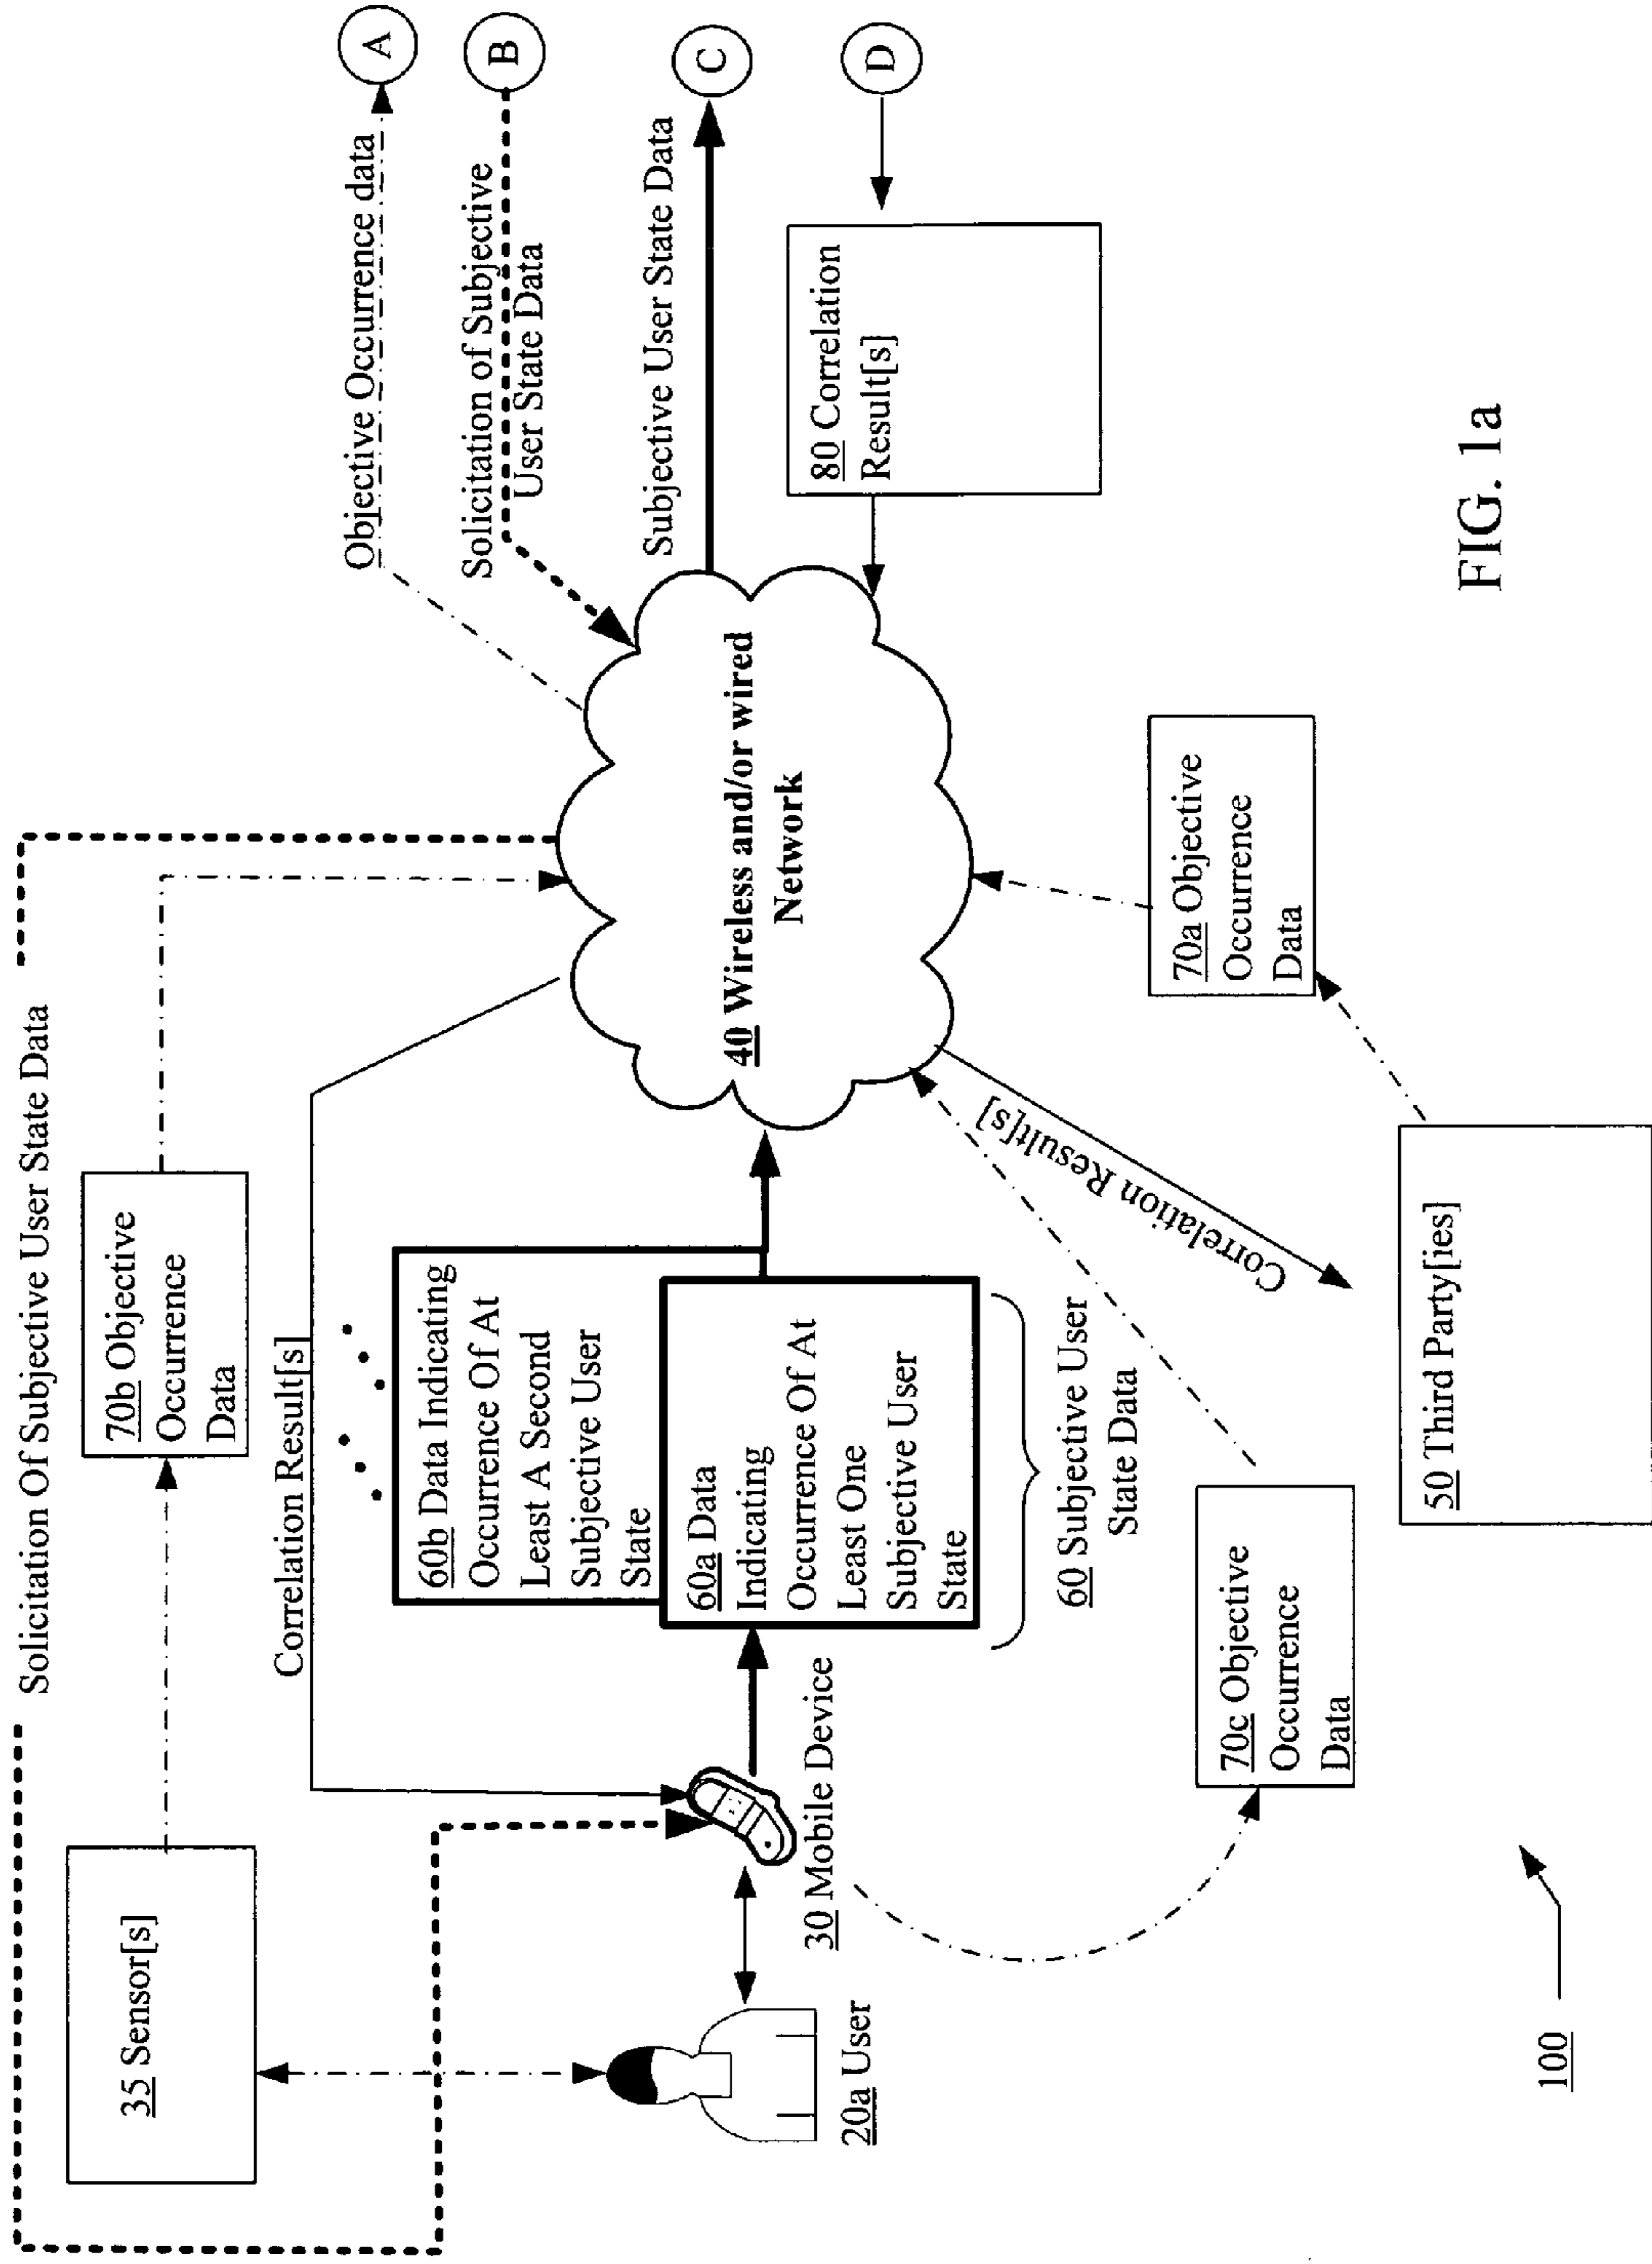 Solicitation Of Subjective User State Data
35 Sensor[s]
70b Objective
Occurrence
Data
Correlation Result[s]
Objective Occurrence data
A
Solicitation of Subjective
User State Data
B
Subjective User State Data
C
D
80 Correlation
Result[s]
60b Data Indicating
Occurrence Of At
Least A Second
Subjective User
State
60a Data
Indicating
Occurrence Of At
Least One
Subjective User
State
60 Subjective User
State Data
40 Wireless and/or wired
Network
20a User
30 Mobile Device
Correlation Result[s]
70a Objective
Occurrence
Data
70c Objective
Occurrence
Data
50 Third Party[ies]
100
FIG. 1a